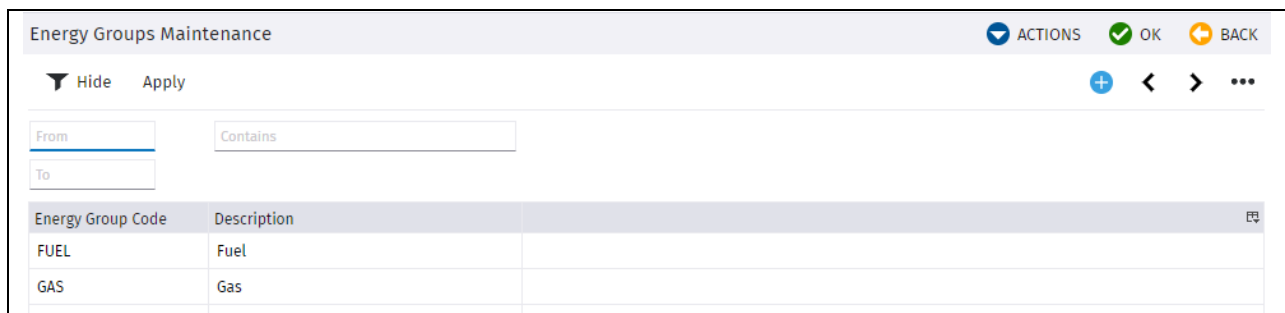 Energy Groups Maintenance ACTIONS OK BACK
Hide Apply
From Contains
To
Energy Group Code Description
FUEL Fuel
GAS Gas